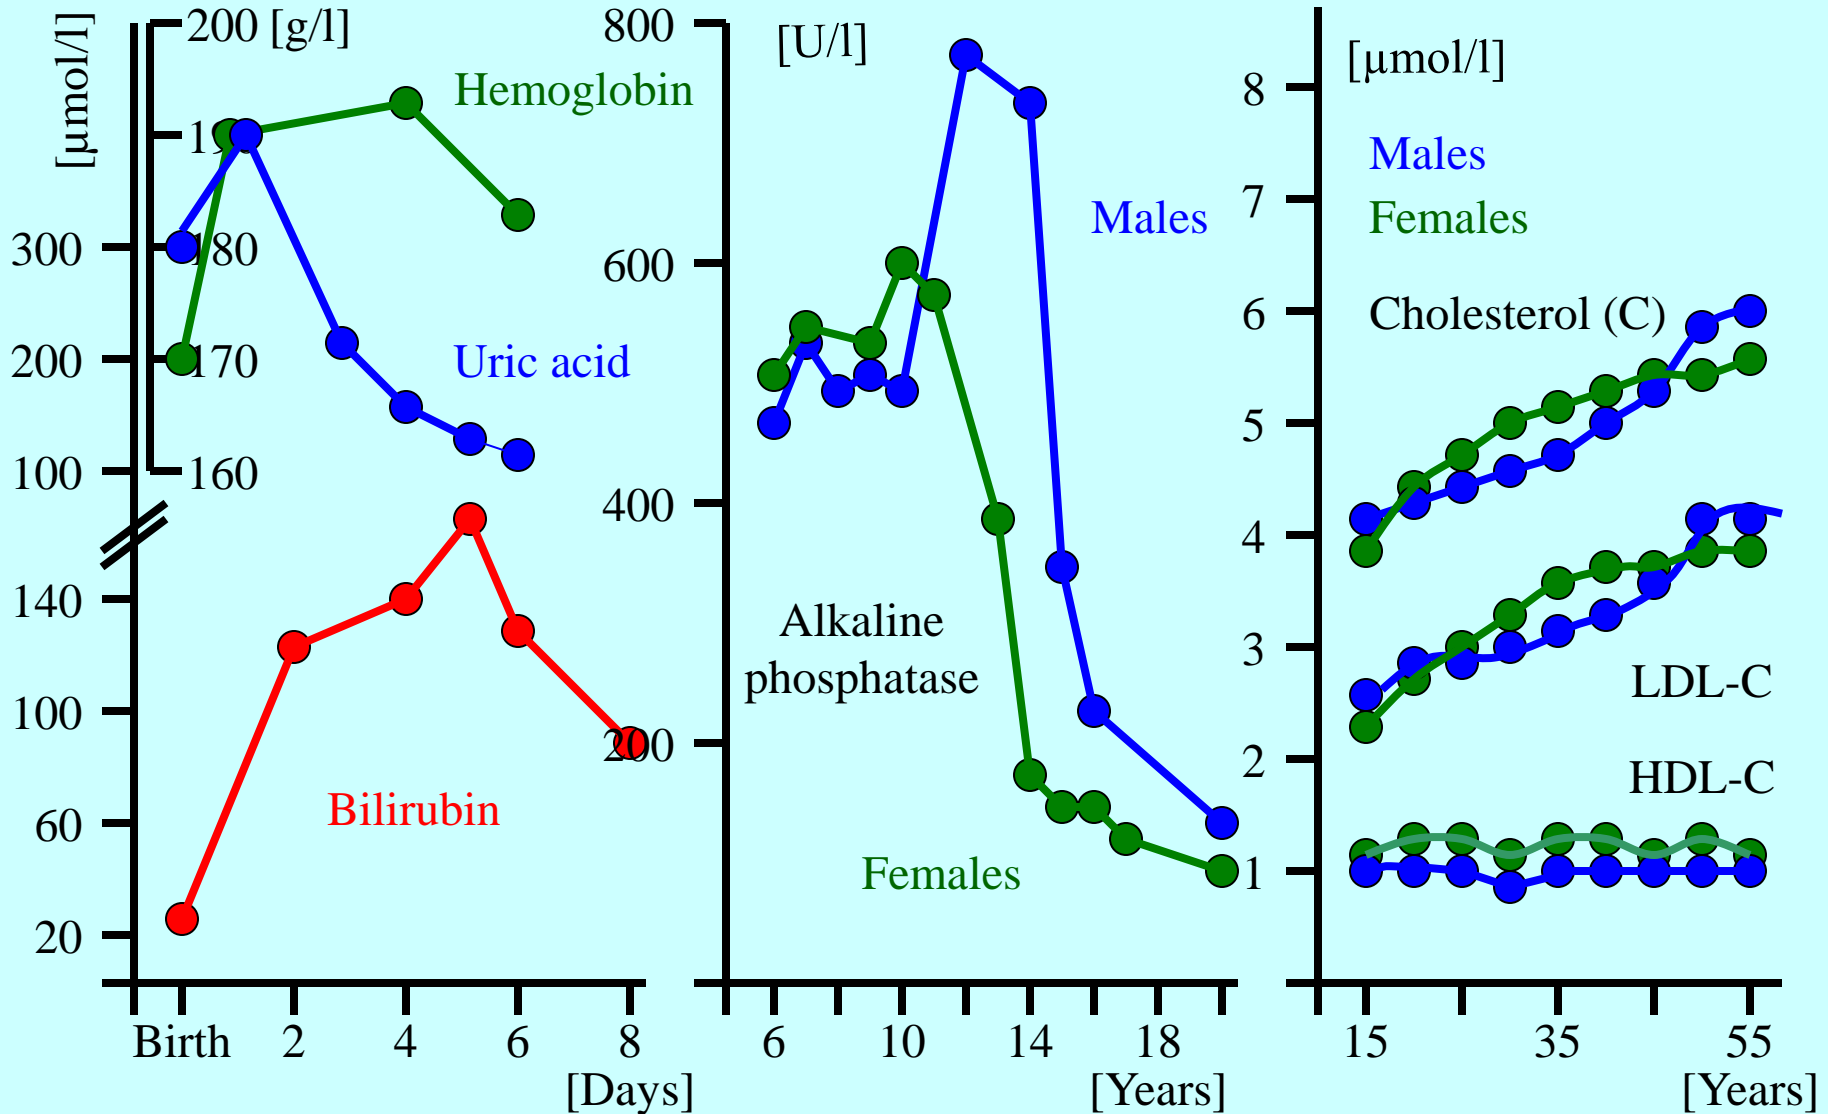 [µmol/l]
200 [g/l]
Hemoglobin
190
300
180
200
170
Uric acid
100
160
140
100
60
20
Bilirubin
Birth 2 4 6 8
[Days]
800
[U/l]
600
400
200
Males
Alkaline
phosphatase
Females
6 10 14 18
[Years]
[µmol/l]
8
Males
7
Females
6
Cholesterol (C)
5
4
3
LDL-C
2
HDL-C
1
15 35 55
[Years]